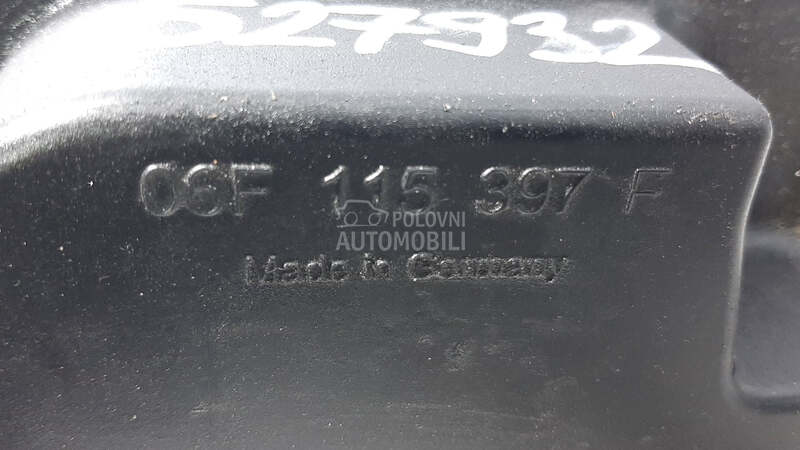 527932
06F 115 397 F
POLOVNI
AUTOMOBILI
Made in Germany